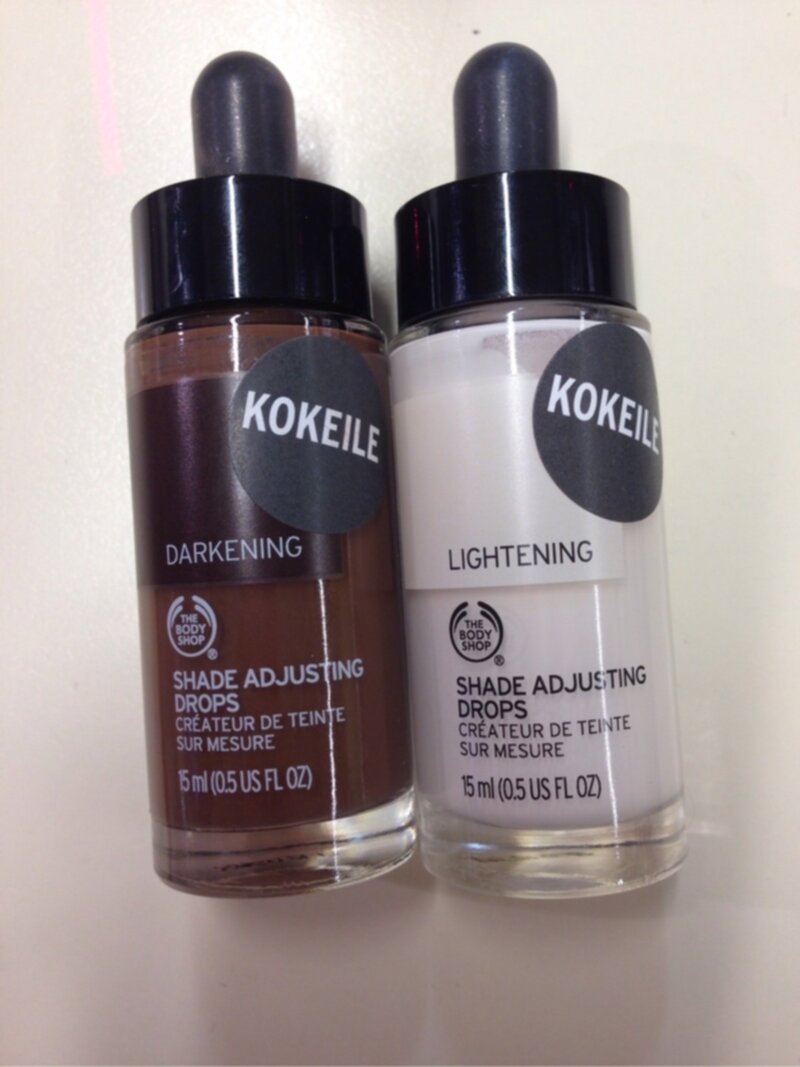 KOKEILE
DARKENING
THE
BODY
SHOP
®
SHADE ADJUSTING
DROPS
CRÉATEUR DE TEINTE
SUR MESURE
15 ml (0.5 US FL OZ)
KOKEILE
LIGHTENING
THE
BODY
SHOP
®
SHADE ADJUSTING
DROPS
CRÉATEUR DE TEINTE
SUR MESURE
15 ml (0.5 US FL OZ)